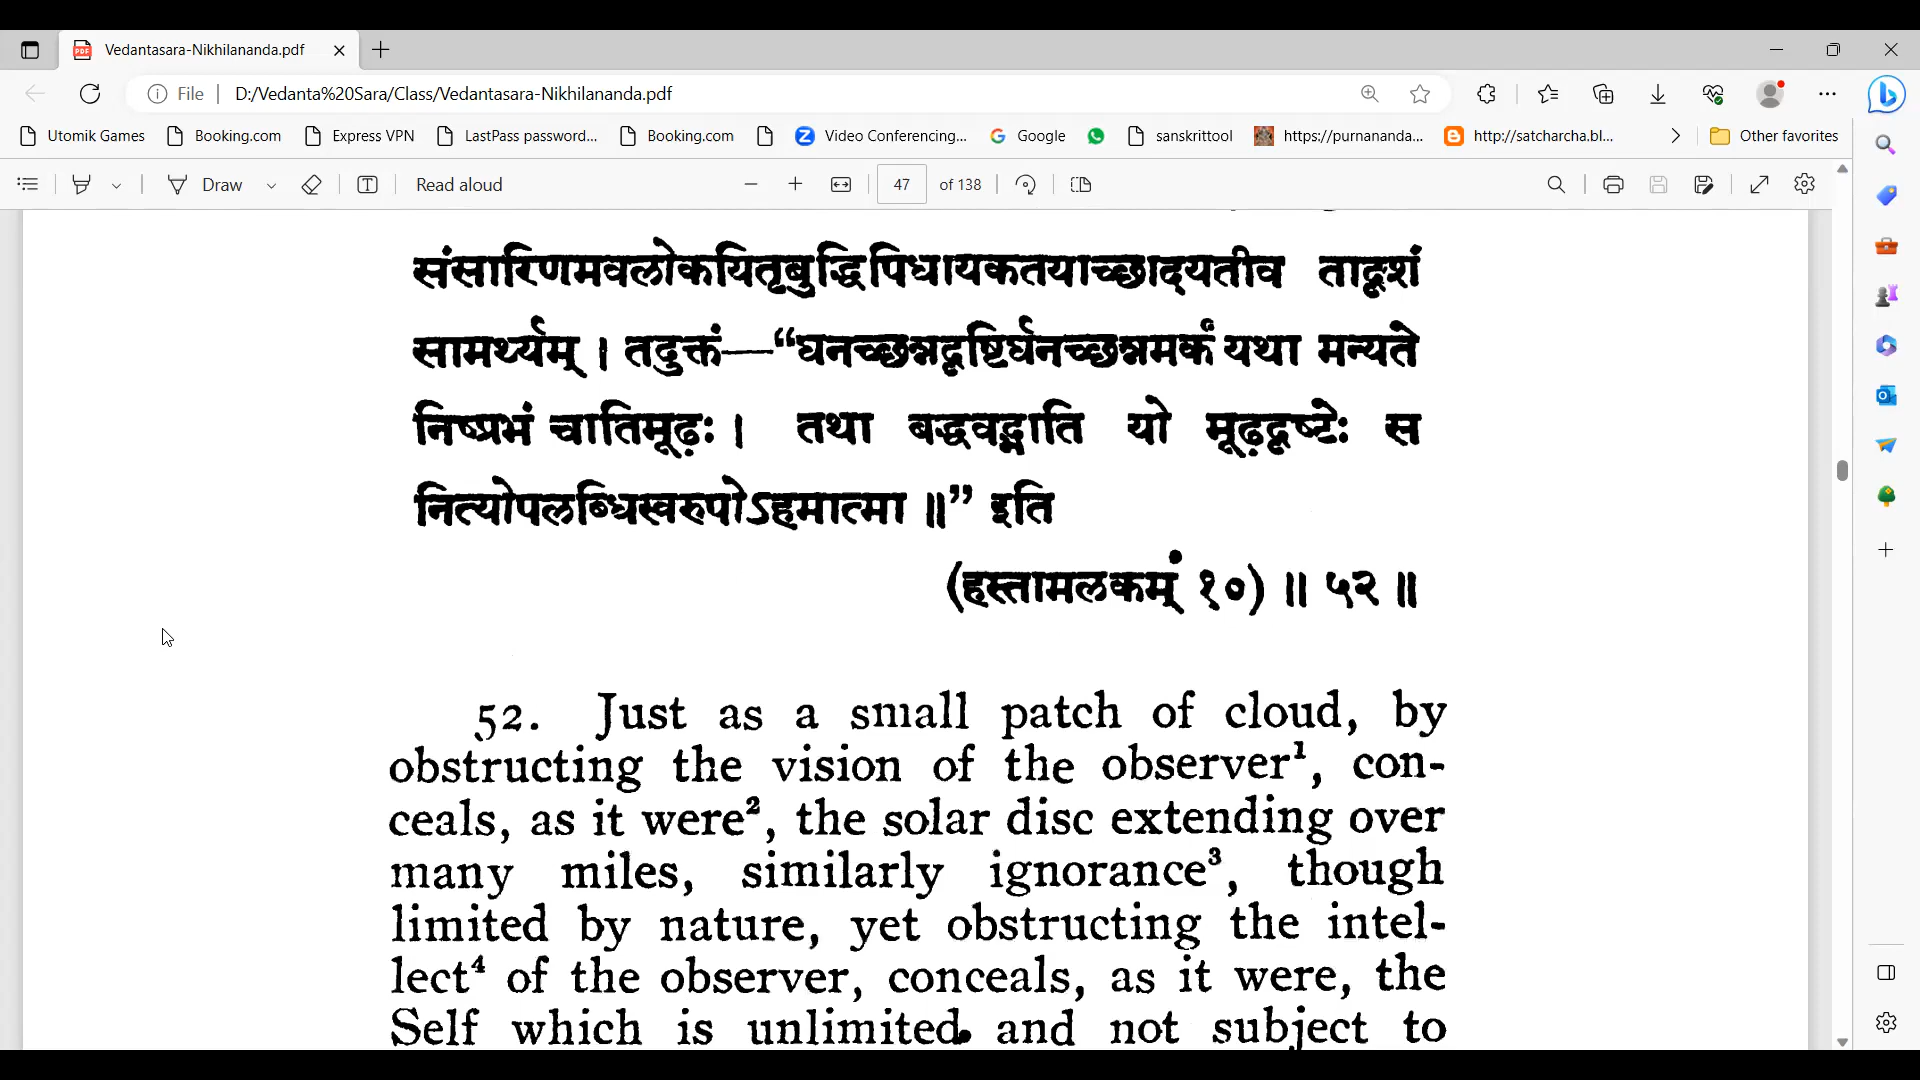 Vedantasara-Nikhilananda.pdf
File D:/Vedanta%20Sara/Class/Vedantasara-Nikhilananda.pdf
Utomik Games Booking.com Express VPN LastPass password... Booking.com Video Conferencing... Google sanskrittool https://purnananda... http://satcharcha.bl... Other favorites
Draw Read aloud 47 of 138
संसारिणमवलोकयितृबुद्धिपिधायकतयाच्छादयतीव तादृशं
सामर्थ्यम् । तदुक्तं—“घनच्छन्नदृष्टिर्घनच्छन्नमर्कं यथा मन्यते
निष्प्रभं चातिमूढः । तथा बद्धवद्भाति यो मूढदृष्टेः स
नित्योपलब्धिस्वरुपोऽहमात्मा ॥” इति
(हस्तामलकम् १०) ॥ ५२ ॥
52. Just as a small patch of cloud, by
obstructing the vision of the observer¹, con-
ceals, as it were², the solar disc extending over
many miles, similarly ignorance³, though
limited by nature, yet obstructing the intel-
lect⁴ of the observer, conceals, as it were, the
Self which is unlimited and not subject to